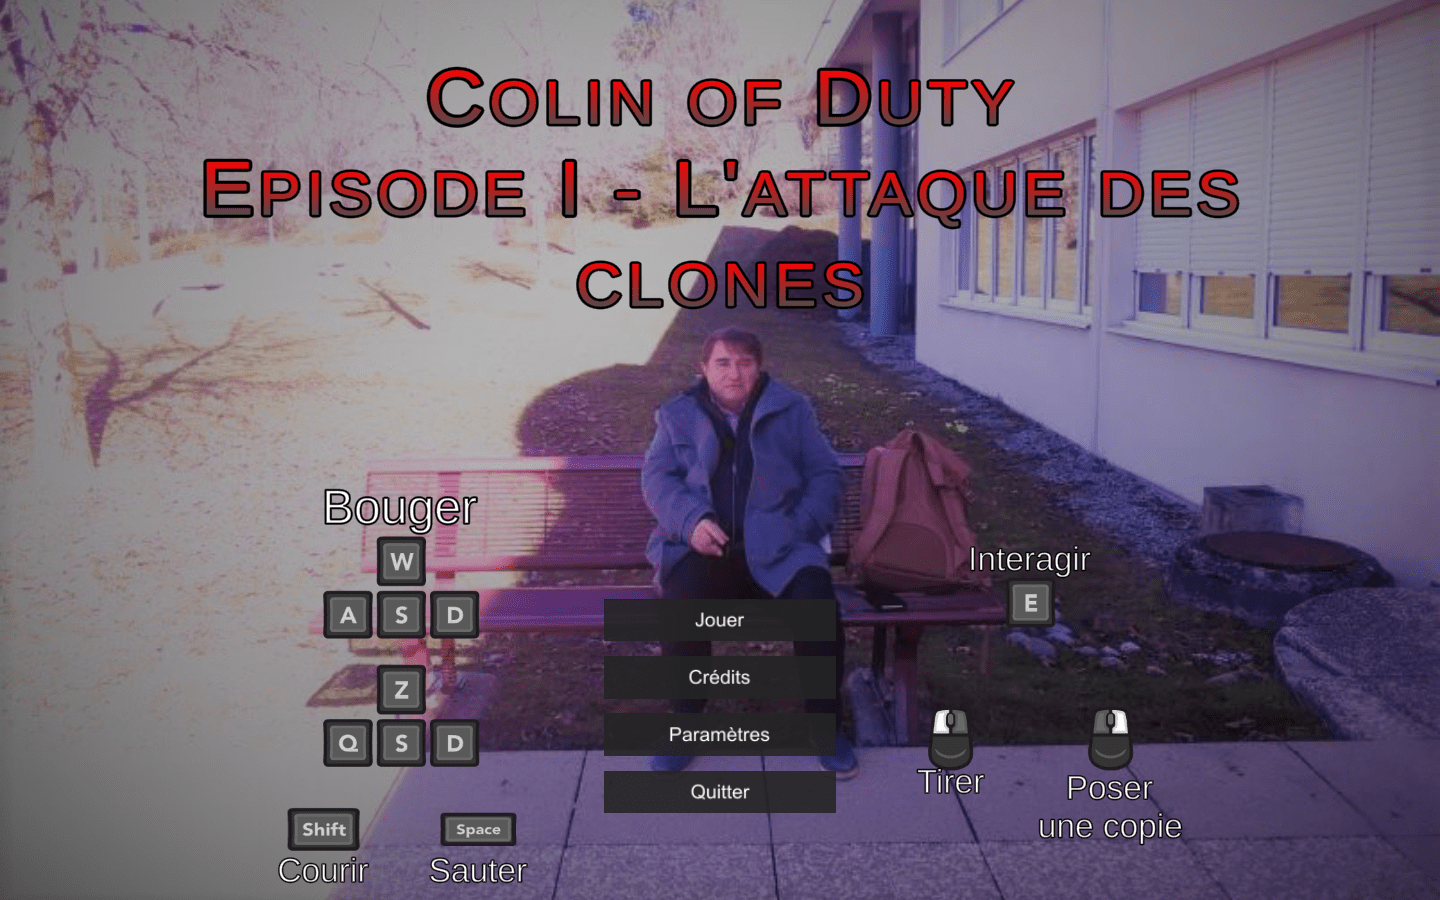 Colin of Duty
Episode I - L'attaque des
clones
Bouger
W
A S D
Z
Q S D
Shift
Courir
Space
Sauter
Jouer
Crédits
Paramètres
Quitter
Interagir
E
Tirer
Poser
une copie